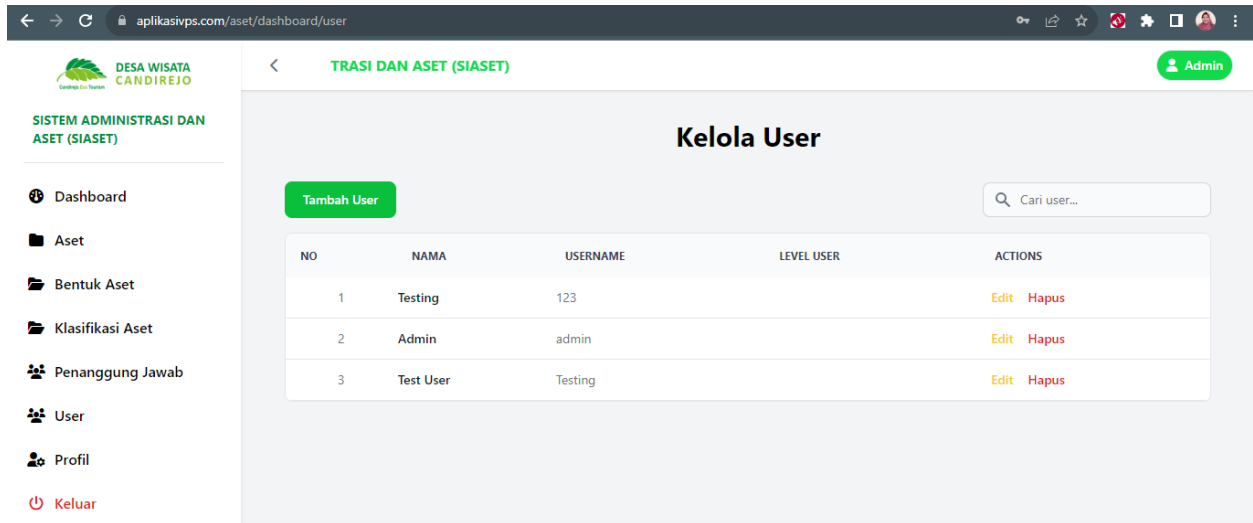 aplikasivps.com/aset/dashboard/user
DESA WISATA
CANDIREJO
SISTEM ADMINISTRASI DAN
ASET (SIASET)
Dashboard
Aset
Bentuk Aset
Klasifikasi Aset
Penanggung Jawab
User
Profil
Keluar
TRASI DAN ASET (SIASET)
Admin
Kelola User
Tambah User
Cari user...
NO NAMA USERNAME LEVEL USER ACTIONS
1 Testing 123 Edit Hapus
2 Admin admin Edit Hapus
3 Test User Testing Edit Hapus